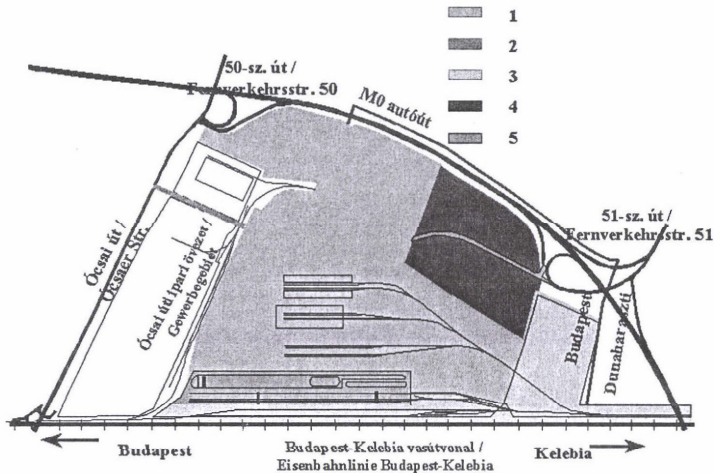 1
2
3
4
5
50-sz. út /
Fernverkehrsstr. 50
M0 autóút
51-sz. út /
Fernverkehrsstr. 51
Ócsai út /
Ócsaer Str.
Ócsai úti ipari övezet /
Gewerbegebiet
Budapest
Dunaharaszti
Budapest
Budapest-Kelebia vasútvonal /
Eisenbahnlinie Budapest-Kelebia
Kelebia